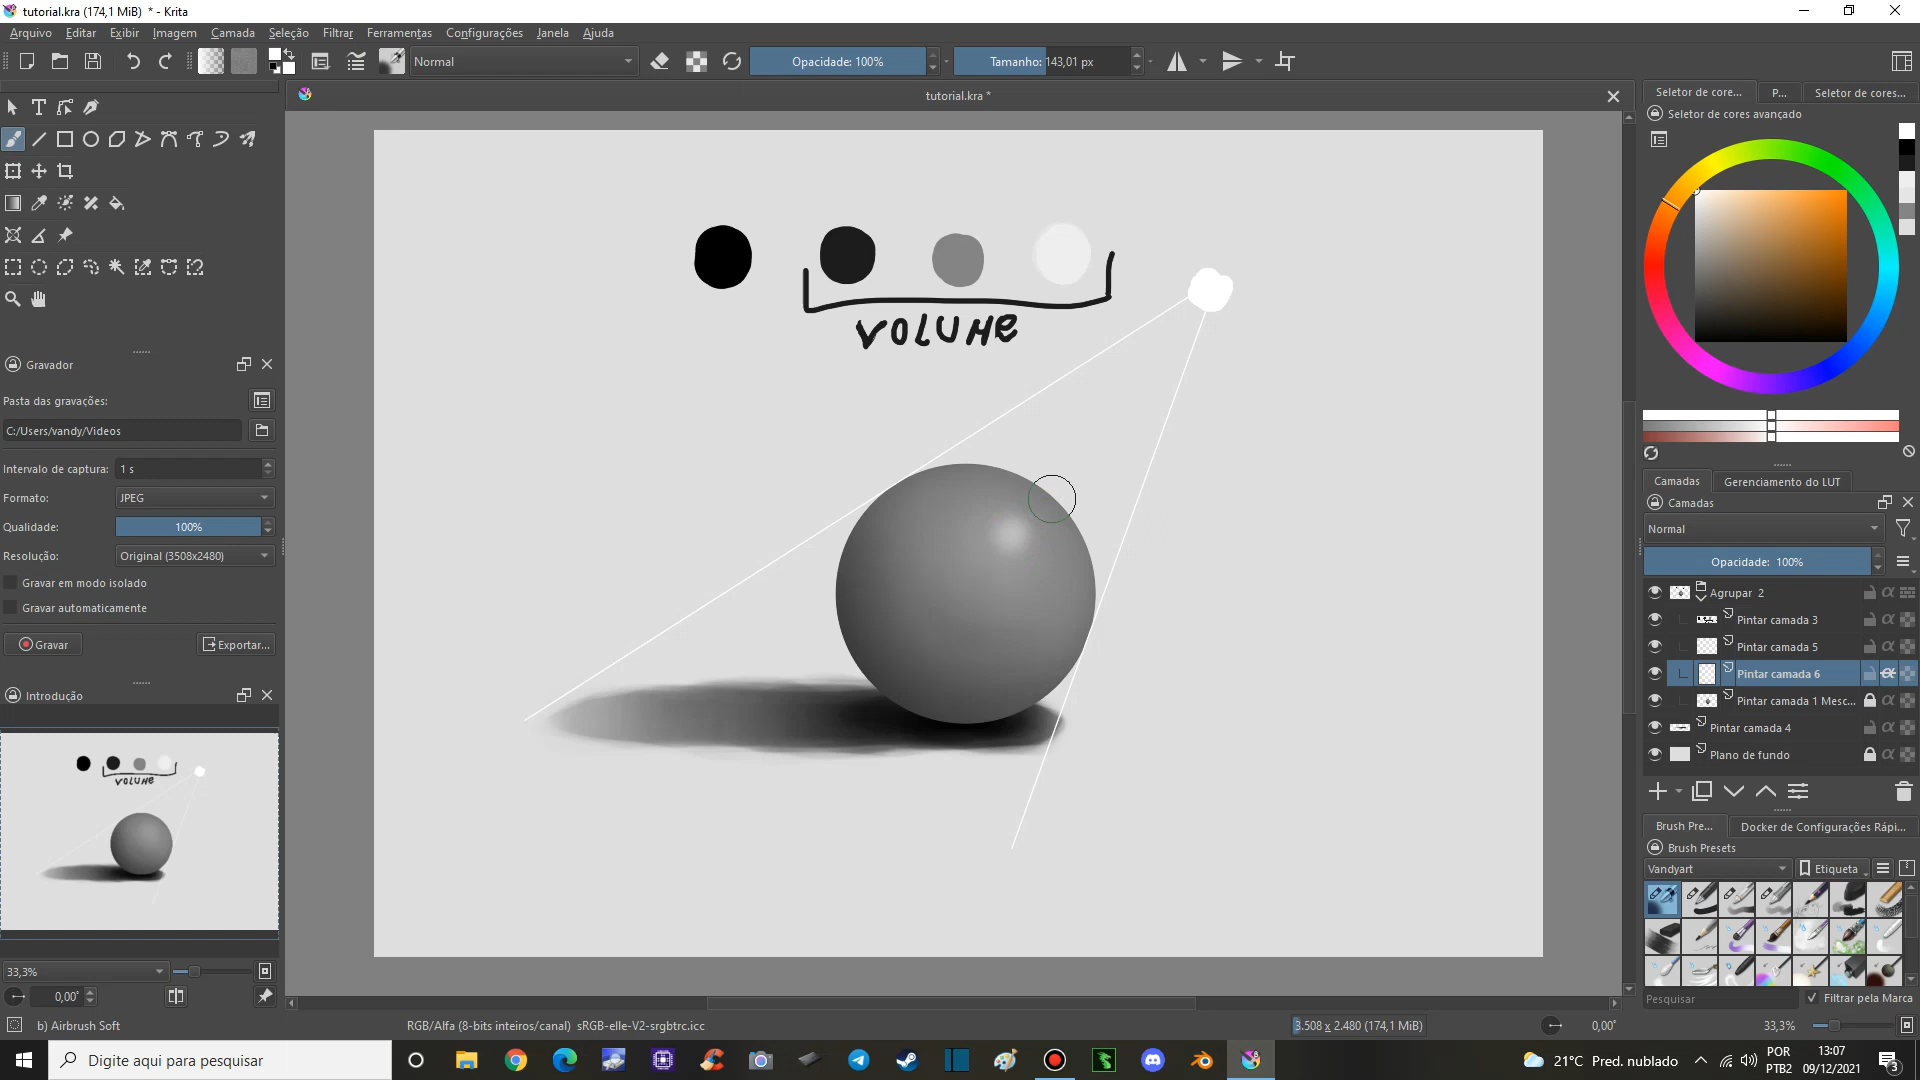 tutorial.kra (174,1 MiB) * - Krita
Arquivo Editar Exibir Imagem Camada Seleção Filtrar Ferramentas Configurações Janela Ajuda
Normal Opacidade: 100% Tamanho: 143,01 px
tutorial.kra *
Seletor de core... P... Seletor de cores...
Seletor de cores avançado
VOLUME
Gravador
Pasta das gravações:
C:/Users/vandy/Videos
Intervalo de captura: 1 s
Formato: JPEG
Qualidade: 100%
Resolução: Original (3508x2480)
Gravar em modo isolado
Gravar automaticamente
Gravar Exportar...
Introdução
VOLUME
33,3%
0,00°
Camadas Gerenciamento do LUT
Camadas
Normal
Opacidade: 100%
Agrupar 2
Pintar camada 3
Pintar camada 5
Pintar camada 6
Pintar camada 1 Mesc...
Pintar camada 4
Plano de fundo
Brush Pre... Docker de Configurações Rápi...
Brush Presets
Vandyart Etiqueta
Pesquisar Filtrar pela Marca
b) Airbrush Soft RGB/Alfa (8-bits inteiros/canal) sRGB-elle-V2-srgbtrc.icc 3.508 x 2.480 (174,1 MiB) 0,00° 33,3%
Digite aqui para pesquisar 21°C Pred. nublado POR PTB2 13:07 09/12/2021 3